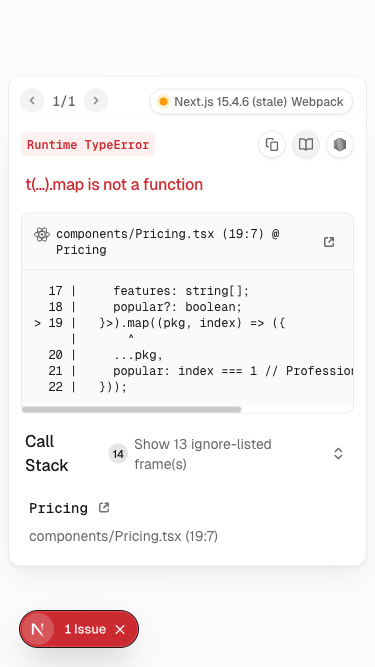 1/1
Next.js 15.4.6 (stale) Webpack
Runtime TypeError
t(...).map is not a function
components/Pricing.tsx (19:7) @
Pricing
17 |     features: string[];
18 |     popular?: boolean;
> 19 |   }>).map((pkg, index) => ({
|       ^
20 |     ...pkg,
21 |     popular: index === 1 // Profession
22 |   }));
Call
Stack
14
Show 13 ignore-listed
frame(s)
Pricing
components/Pricing.tsx (19:7)
N
1 Issue